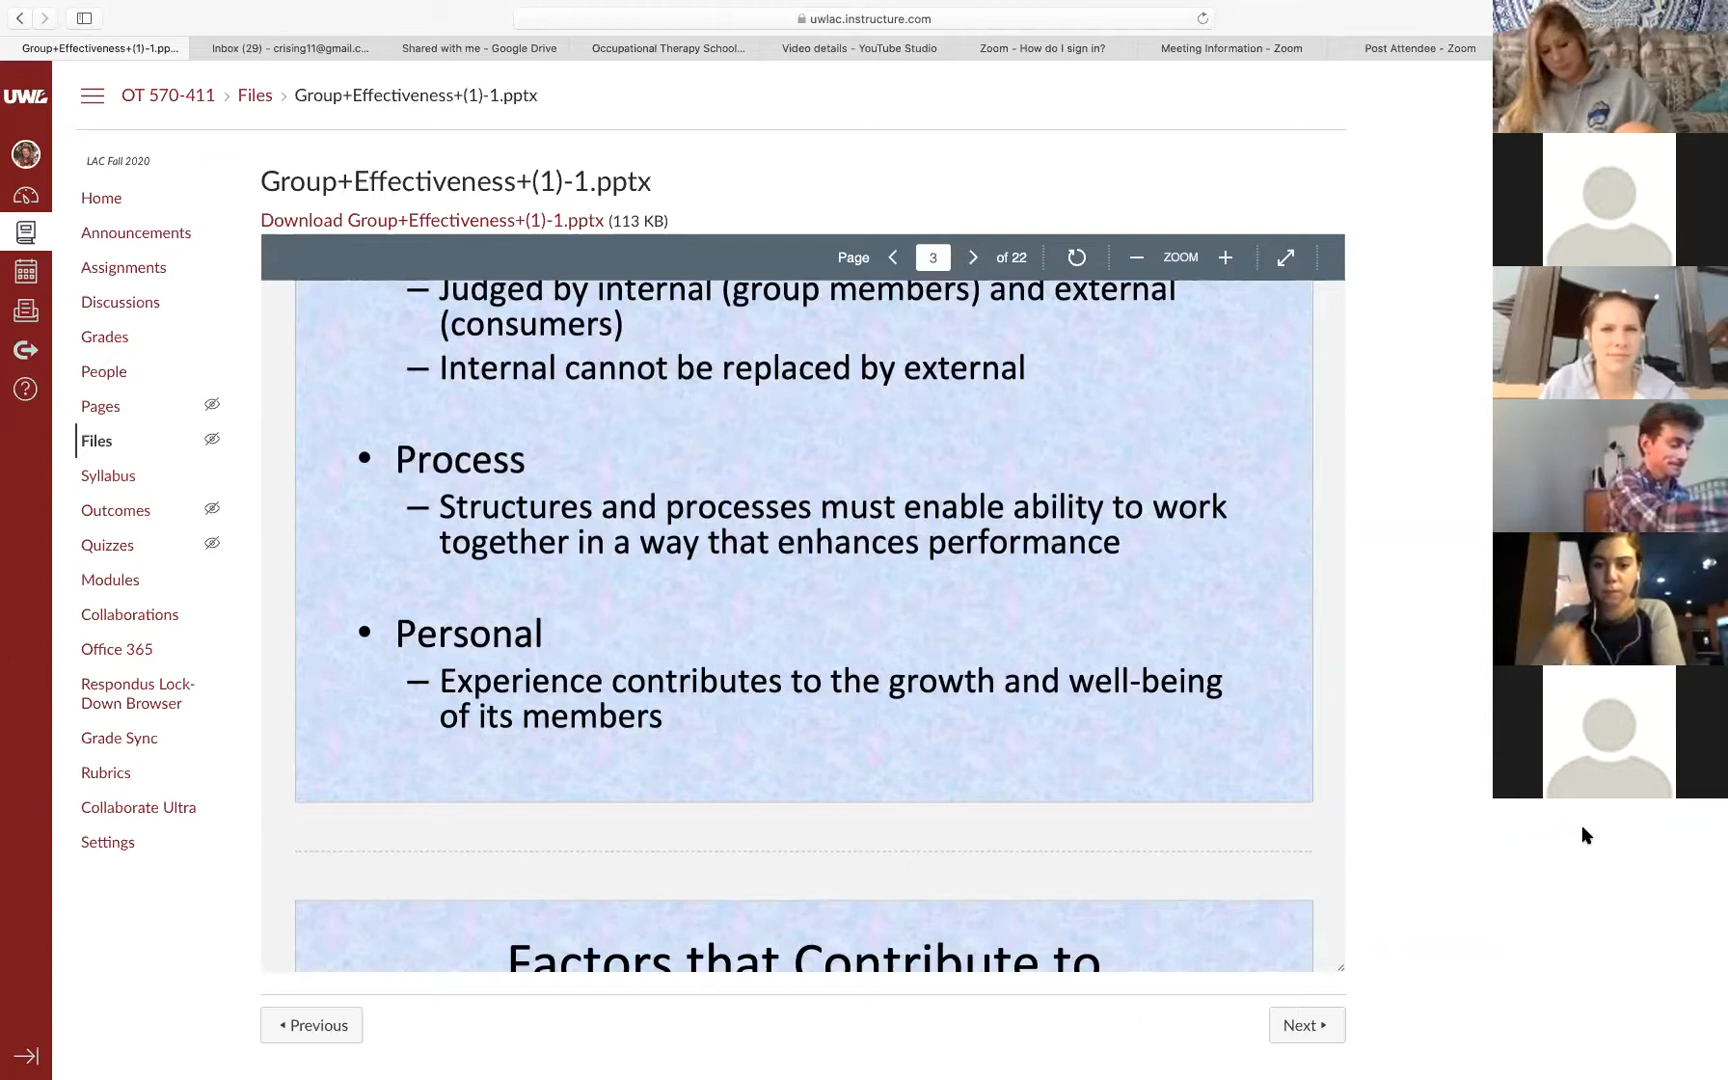 uwlac.instructure.com
Group+Effectiveness+(1)-1.pp...
Inbox (29) - crising11@gmail.c...
Shared with me - Google Drive
Occupational Therapy School...
Video details - YouTube Studio
Zoom - How do I sign in?
Meeting Information - Zoom
Post Attendee - Zoom
UWL
OT 570-411 › Files › Group+Effectiveness+(1)-1.pptx
LAC Fall 2020
Home
Announcements
Assignments
Discussions
Grades
People
Pages
Files
Syllabus
Outcomes
Quizzes
Modules
Collaborations
Office 365
Respondus Lock-
Down Browser
Grade Sync
Rubrics
Collaborate Ultra
Settings
Group+Effectiveness+(1)-1.pptx
Download Group+Effectiveness+(1)-1.pptx (113 KB)
Page 3 of 22 ZOOM
– Judged by internal (group members) and external
(consumers)
– Internal cannot be replaced by external
• Process
– Structures and processes must enable ability to work
together in a way that enhances performance
• Personal
– Experience contributes to the growth and well-being
of its members
Factors that Contribute to
Previous
Next